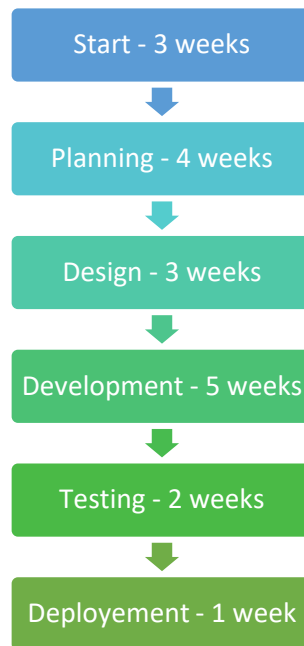 Start - 3 weeks
Planning - 4 weeks
Design - 3 weeks
Development - 5 weeks
Testing - 2 weeks
Deployement - 1 week